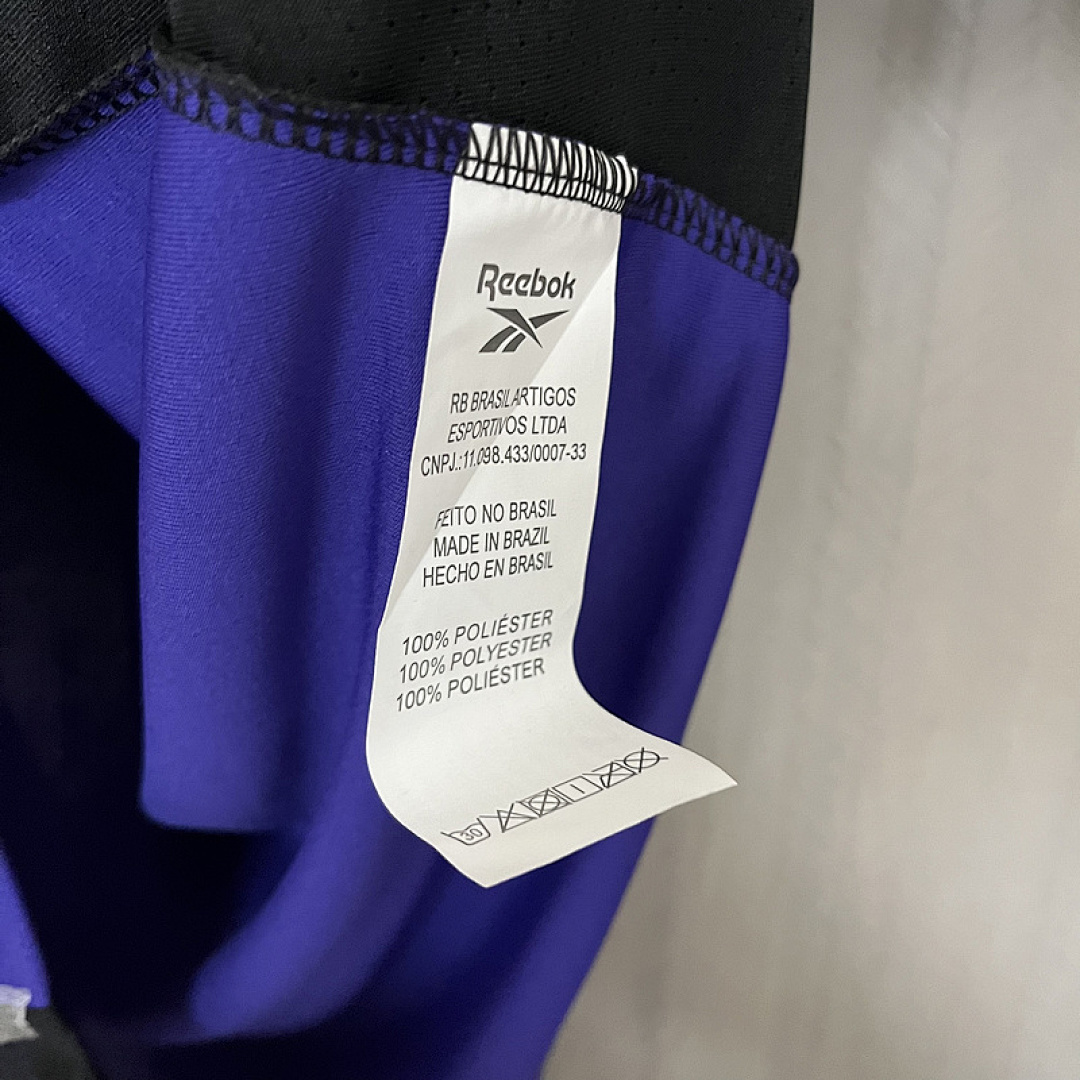 Reebok
RB BRASIL ARTIGOS
ESPORTIVOS LTDA
CNPJ.:11.098.433/0007-33
FEITO NO BRASIL
MADE IN BRAZIL
HECHO EN BRASIL
100% POLIÉSTER
100% POLYESTER
100% POLIÉSTER
30